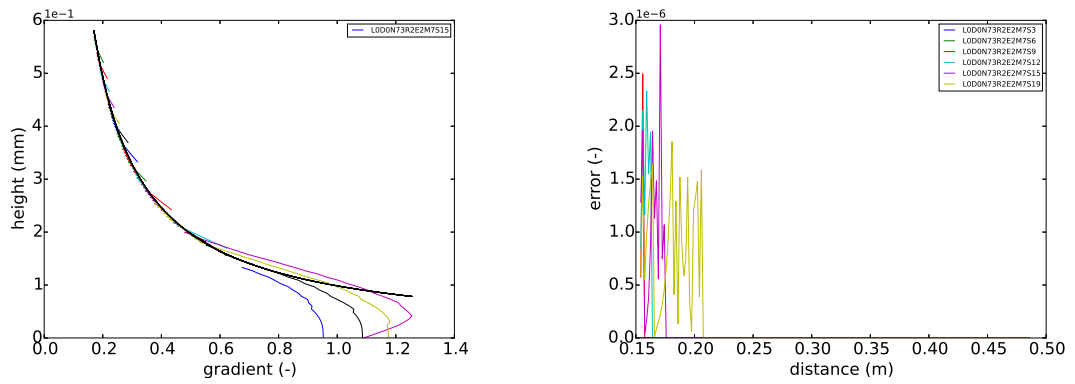 6 1e−1
5
4
3
2
1
0
height (mm)
0.0 0.2 0.4 0.6 0.8 1.0 1.2 1.4
gradient (-)
L0D0N73R2E2M7S15
3.0 1e−6
2.5
2.0
1.5
1.0
0.5
0.0
error (-)
0.15 0.20 0.25 0.30 0.35 0.40 0.45 0.50
distance (m)
L0D0N73R2E2M7S3
L0D0N73R2E2M7S6
L0D0N73R2E2M7S9
L0D0N73R2E2M7S12
L0D0N73R2E2M7S15
L0D0N73R2E2M7S19